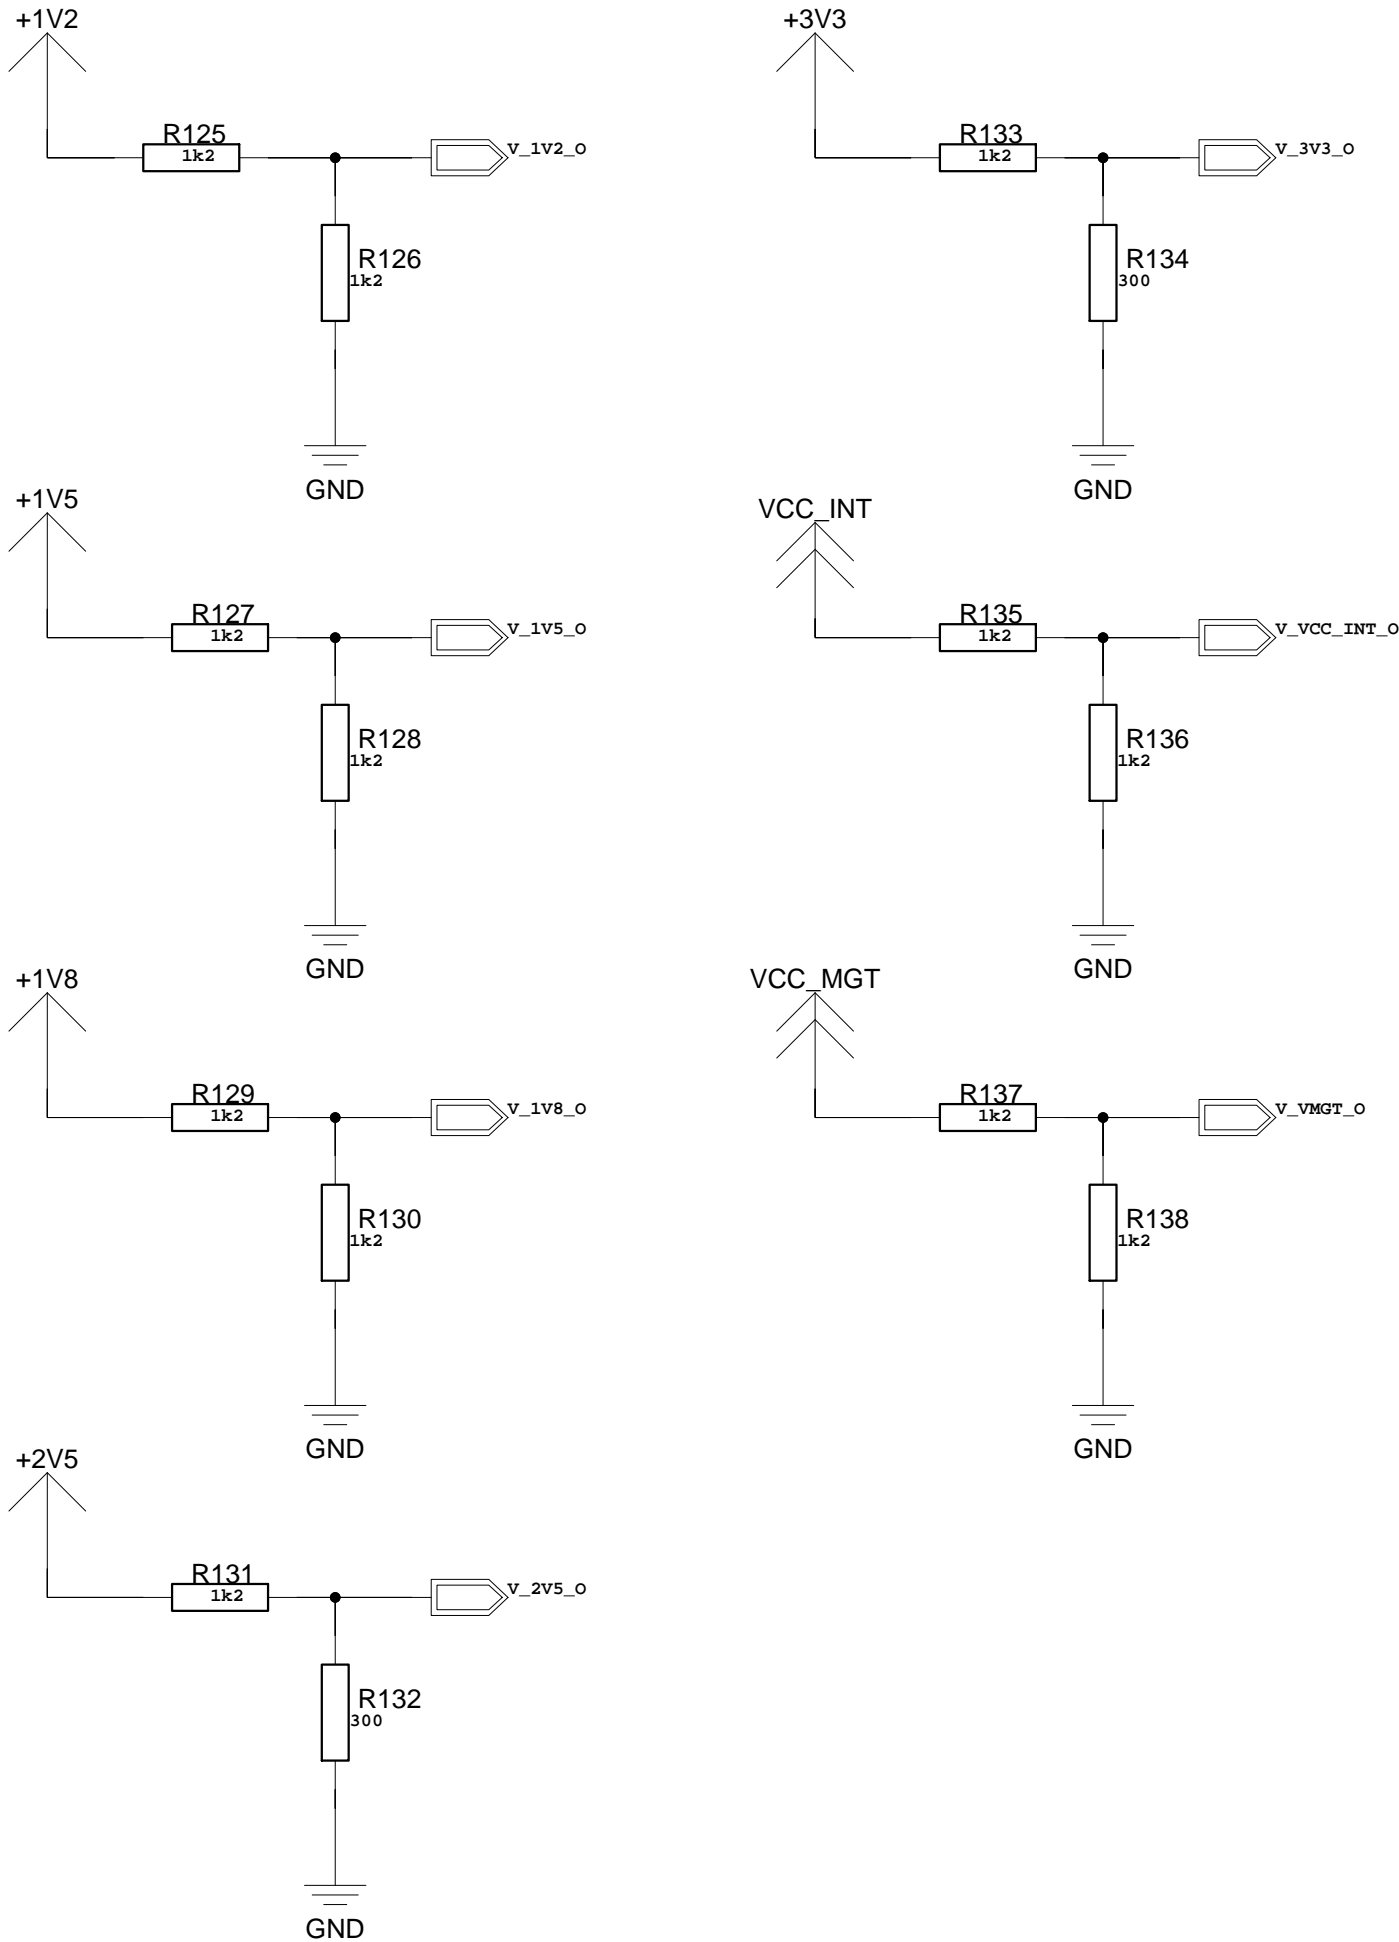 +1V2
R125
1k2
V_1V2_O
R126
1k2
GND
+1V5
R127
1k2
V_1V5_O
R128
1k2
GND
+1V8
R129
1k2
V_1V8_O
R130
1k2
GND
+2V5
R131
1k2
V_2V5_O
R132
300
GND
+3V3
R133
1k2
V_3V3_O
R134
300
GND
VCC_INT
R135
1k2
V_VCC_INT_O
R136
1k2
GND
VCC_MGT
R137
1k2
V_VMGT_O
R138
1k2
GND